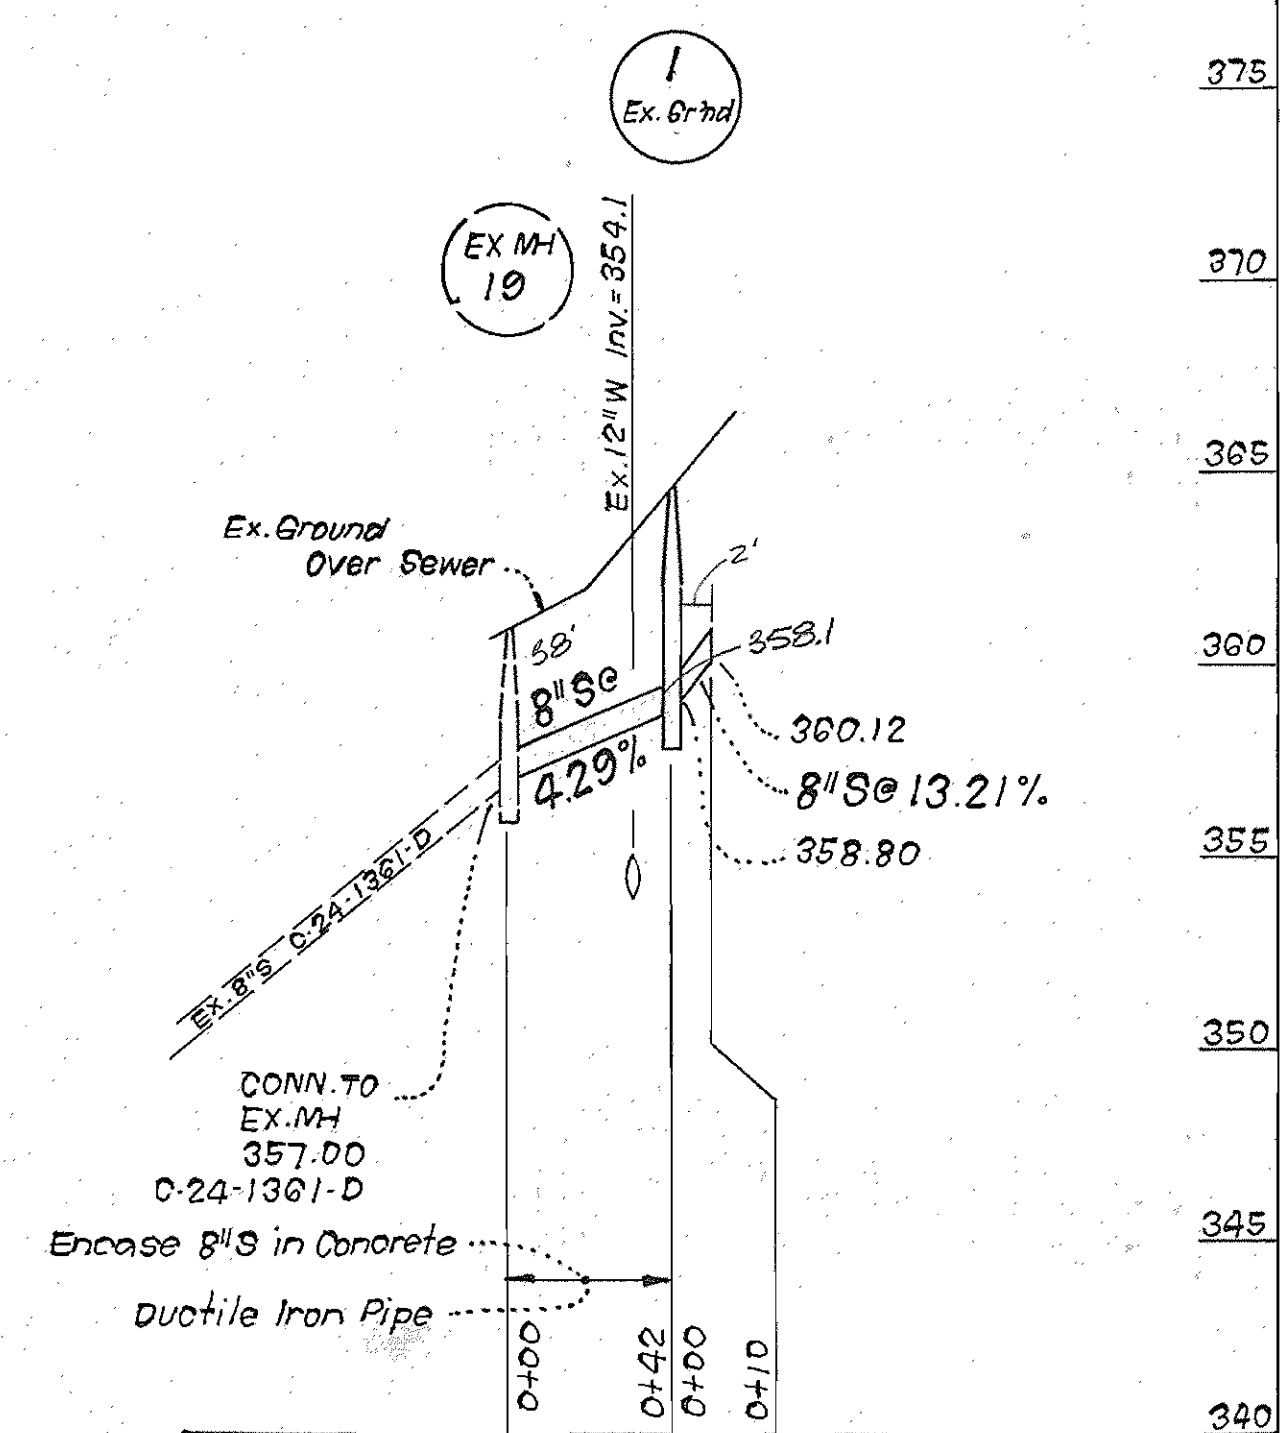 1
Ex. Gr'nd
375
EX MH
19
Ex. 12"W Inv.= 354.1
370
365
Ex. Ground
Over Sewer
2'
38'
358.1
360
8"S@
4.29%
360.12
8"S@ 13.21%
358.80
355
EX. 8"S C-24-1361-D
350
CONN. TO
EX. MH
357.00
C-24-1361-D
Encase 8"S in Concrete
345
Ductile Iron Pipe
0+00
0+42
0+00
0+10
340